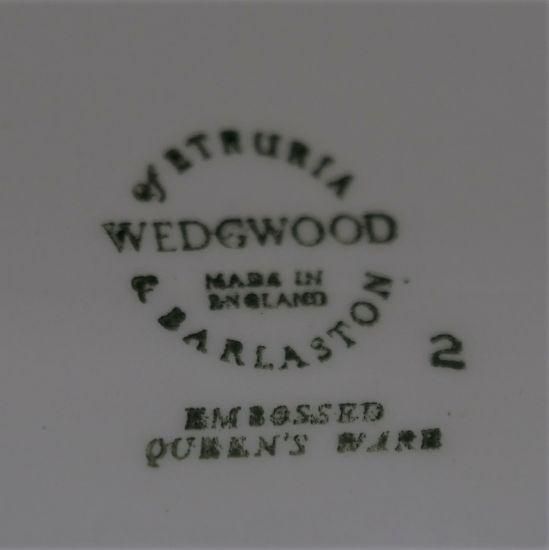 of ETRURIA
WEDGWOOD
MADE IN
ENGLAND
& BARLASTON
2
EMBOSSED
QUEEN'S WARE